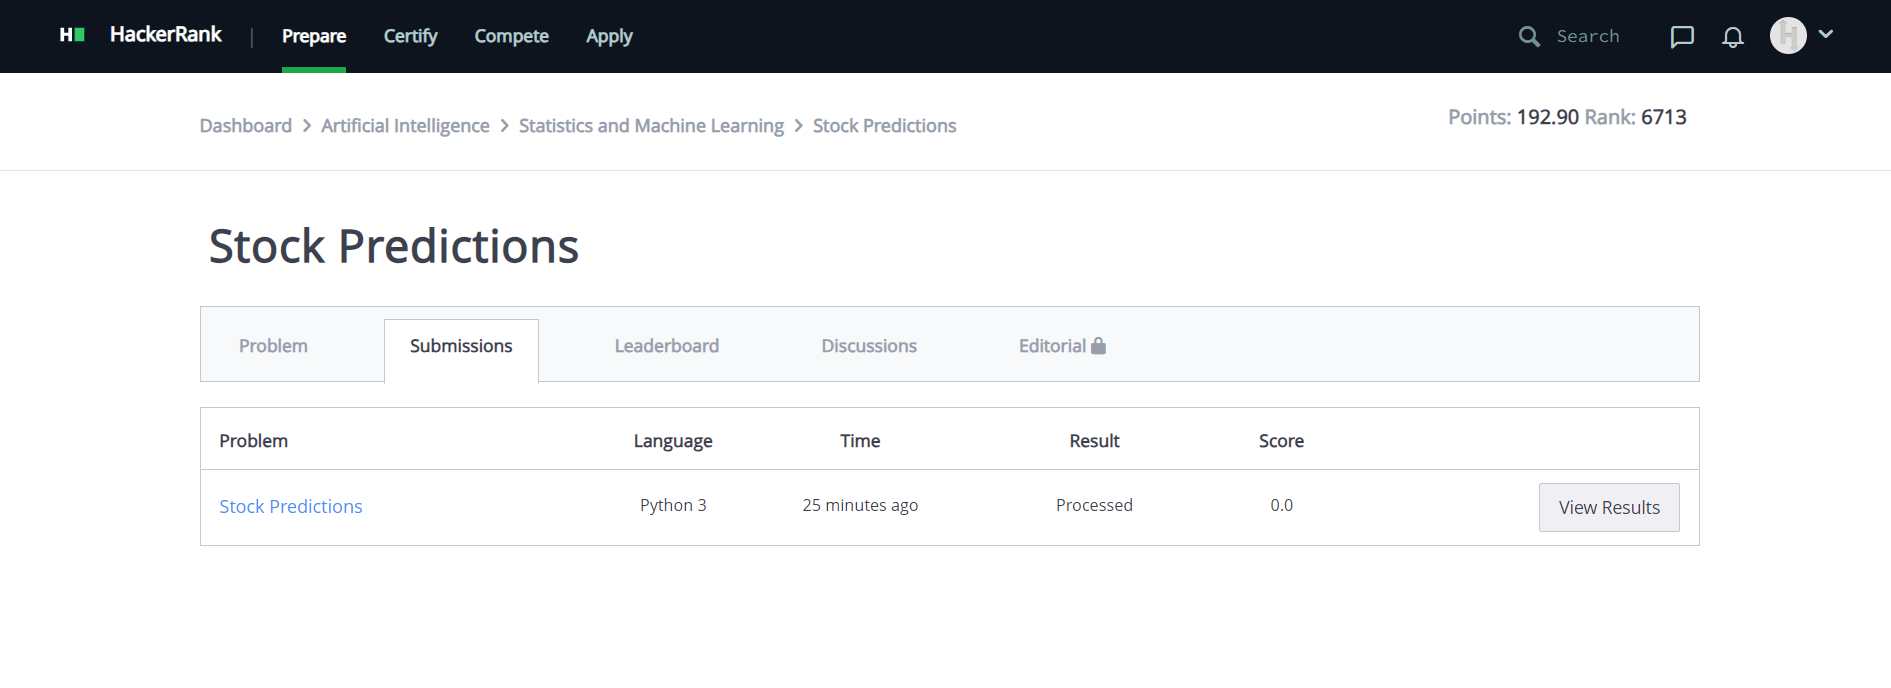 H HackerRank | Prepare Certify Compete Apply Search
Dashboard > Artificial Intelligence > Statistics and Machine Learning > Stock Predictions Points: 192.90 Rank: 6713
Stock Predictions
Problem Submissions Leaderboard Discussions Editorial
Problem Language Time Result Score
Stock Predictions Python 3 25 minutes ago Processed 0.0 View Results